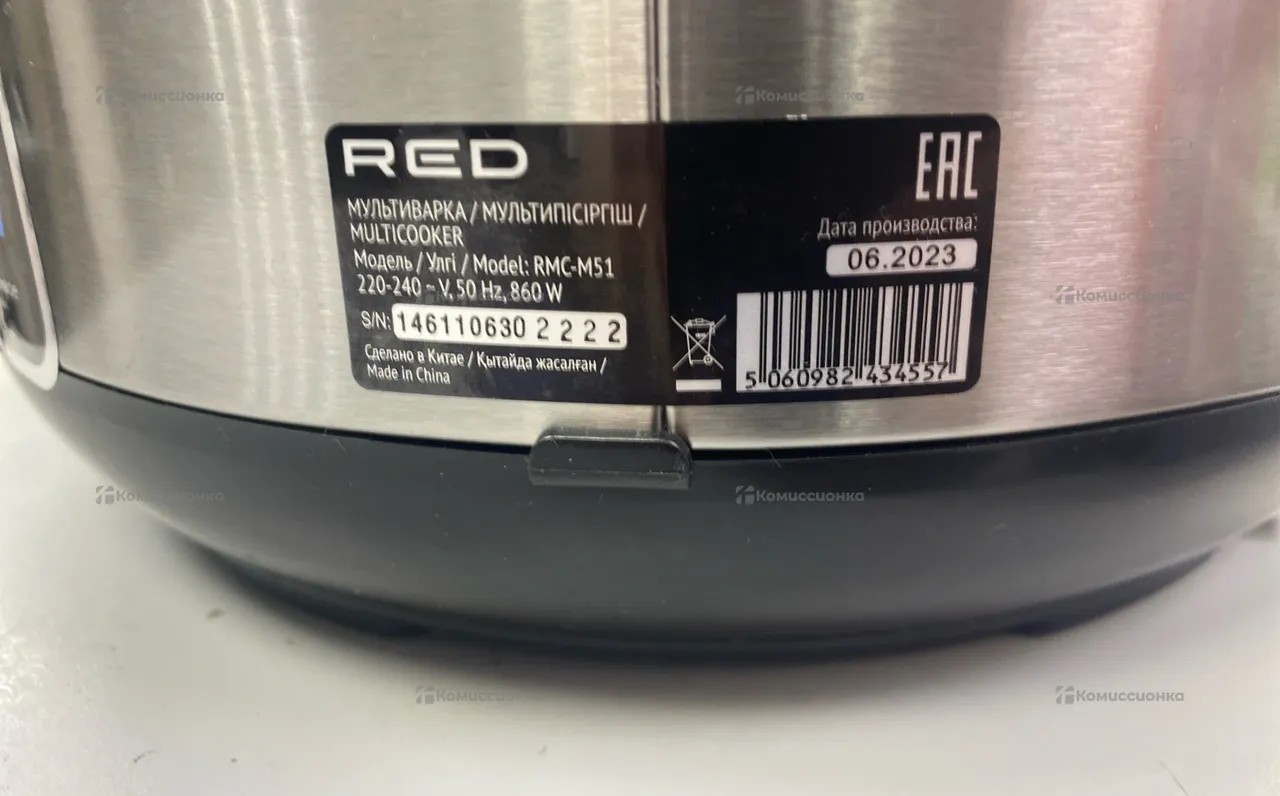 RED
МУЛЬТИВАРКА / МУЛЬТИПІСІРГІШ /
MULTICOOKER
Модель / Улгі / Model: RMC-M51
220-240 ~ V, 50 Hz, 860 W
S/N: 146110630 2 2 2 2
Сделано в Китае / Қытайда жасалған /
Made in China
EAC
Дата производства:
06.2023
5 060982 434557
Комиссионка
Комиссионка
Комиссионка
Комиссионка
Комиссионка
Комиссионка
Комиссионка